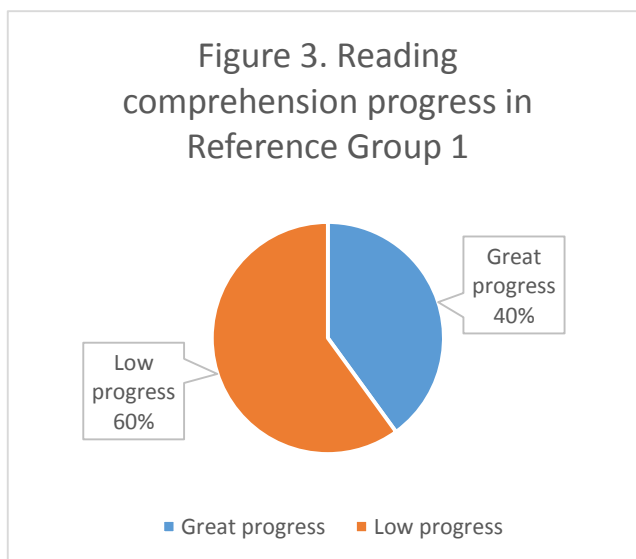 Figure 3. Reading
comprehension progress in
Reference Group 1
Great
progress
40%
Low
progress
60%
Great progress
Low progress